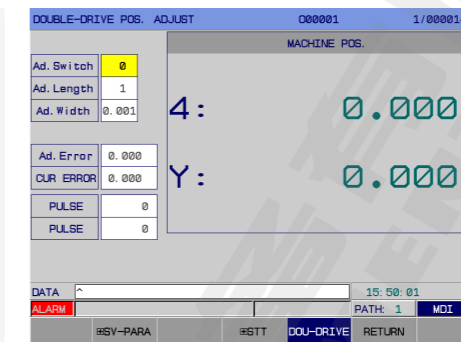 DOUBLE-DRIVE POS. ADJUST O00001 1/00001
MACHINE POS.
Ad.Switch 0
Ad.Length 1
Ad.Width 0.001
4: 0.000
Ad.Error 0.000
CUR ERROR 0.000
Y: 0.000
PULSE 0
PULSE 0
DATA ^ 15:50:01
ALARM PATH: 1 MDI
⊞SV-PARA ⊞STT DOU-DRIVE RETURN